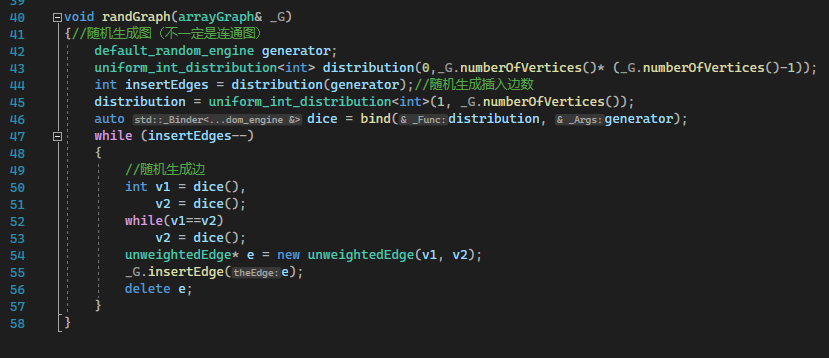 39
40 void randGraph(arrayGraph& _G)
41 {//随机生成图（不一定是连通图）
42 default_random_engine generator;
43 uniform_int_distribution<int> distribution(0,_G.numberOfVertices()* (_G.numberOfVertices()-1));
44 int insertEdges = distribution(generator);//随机生成插入边数
45 distribution = uniform_int_distribution<int>(1, _G.numberOfVertices());
46 auto std::_Binder<...dom_engine &> dice = bind(& _Func: distribution, & _Args: generator);
47 while (insertEdges--)
48 {
49 //随机生成边
50 int v1 = dice(),
51 v2 = dice();
52 while(v1==v2)
53 v2 = dice();
54 unweightedEdge* e = new unweightedEdge(v1, v2);
55 _G.insertEdge(theEdge: e);
56 delete e;
57 }
58 }